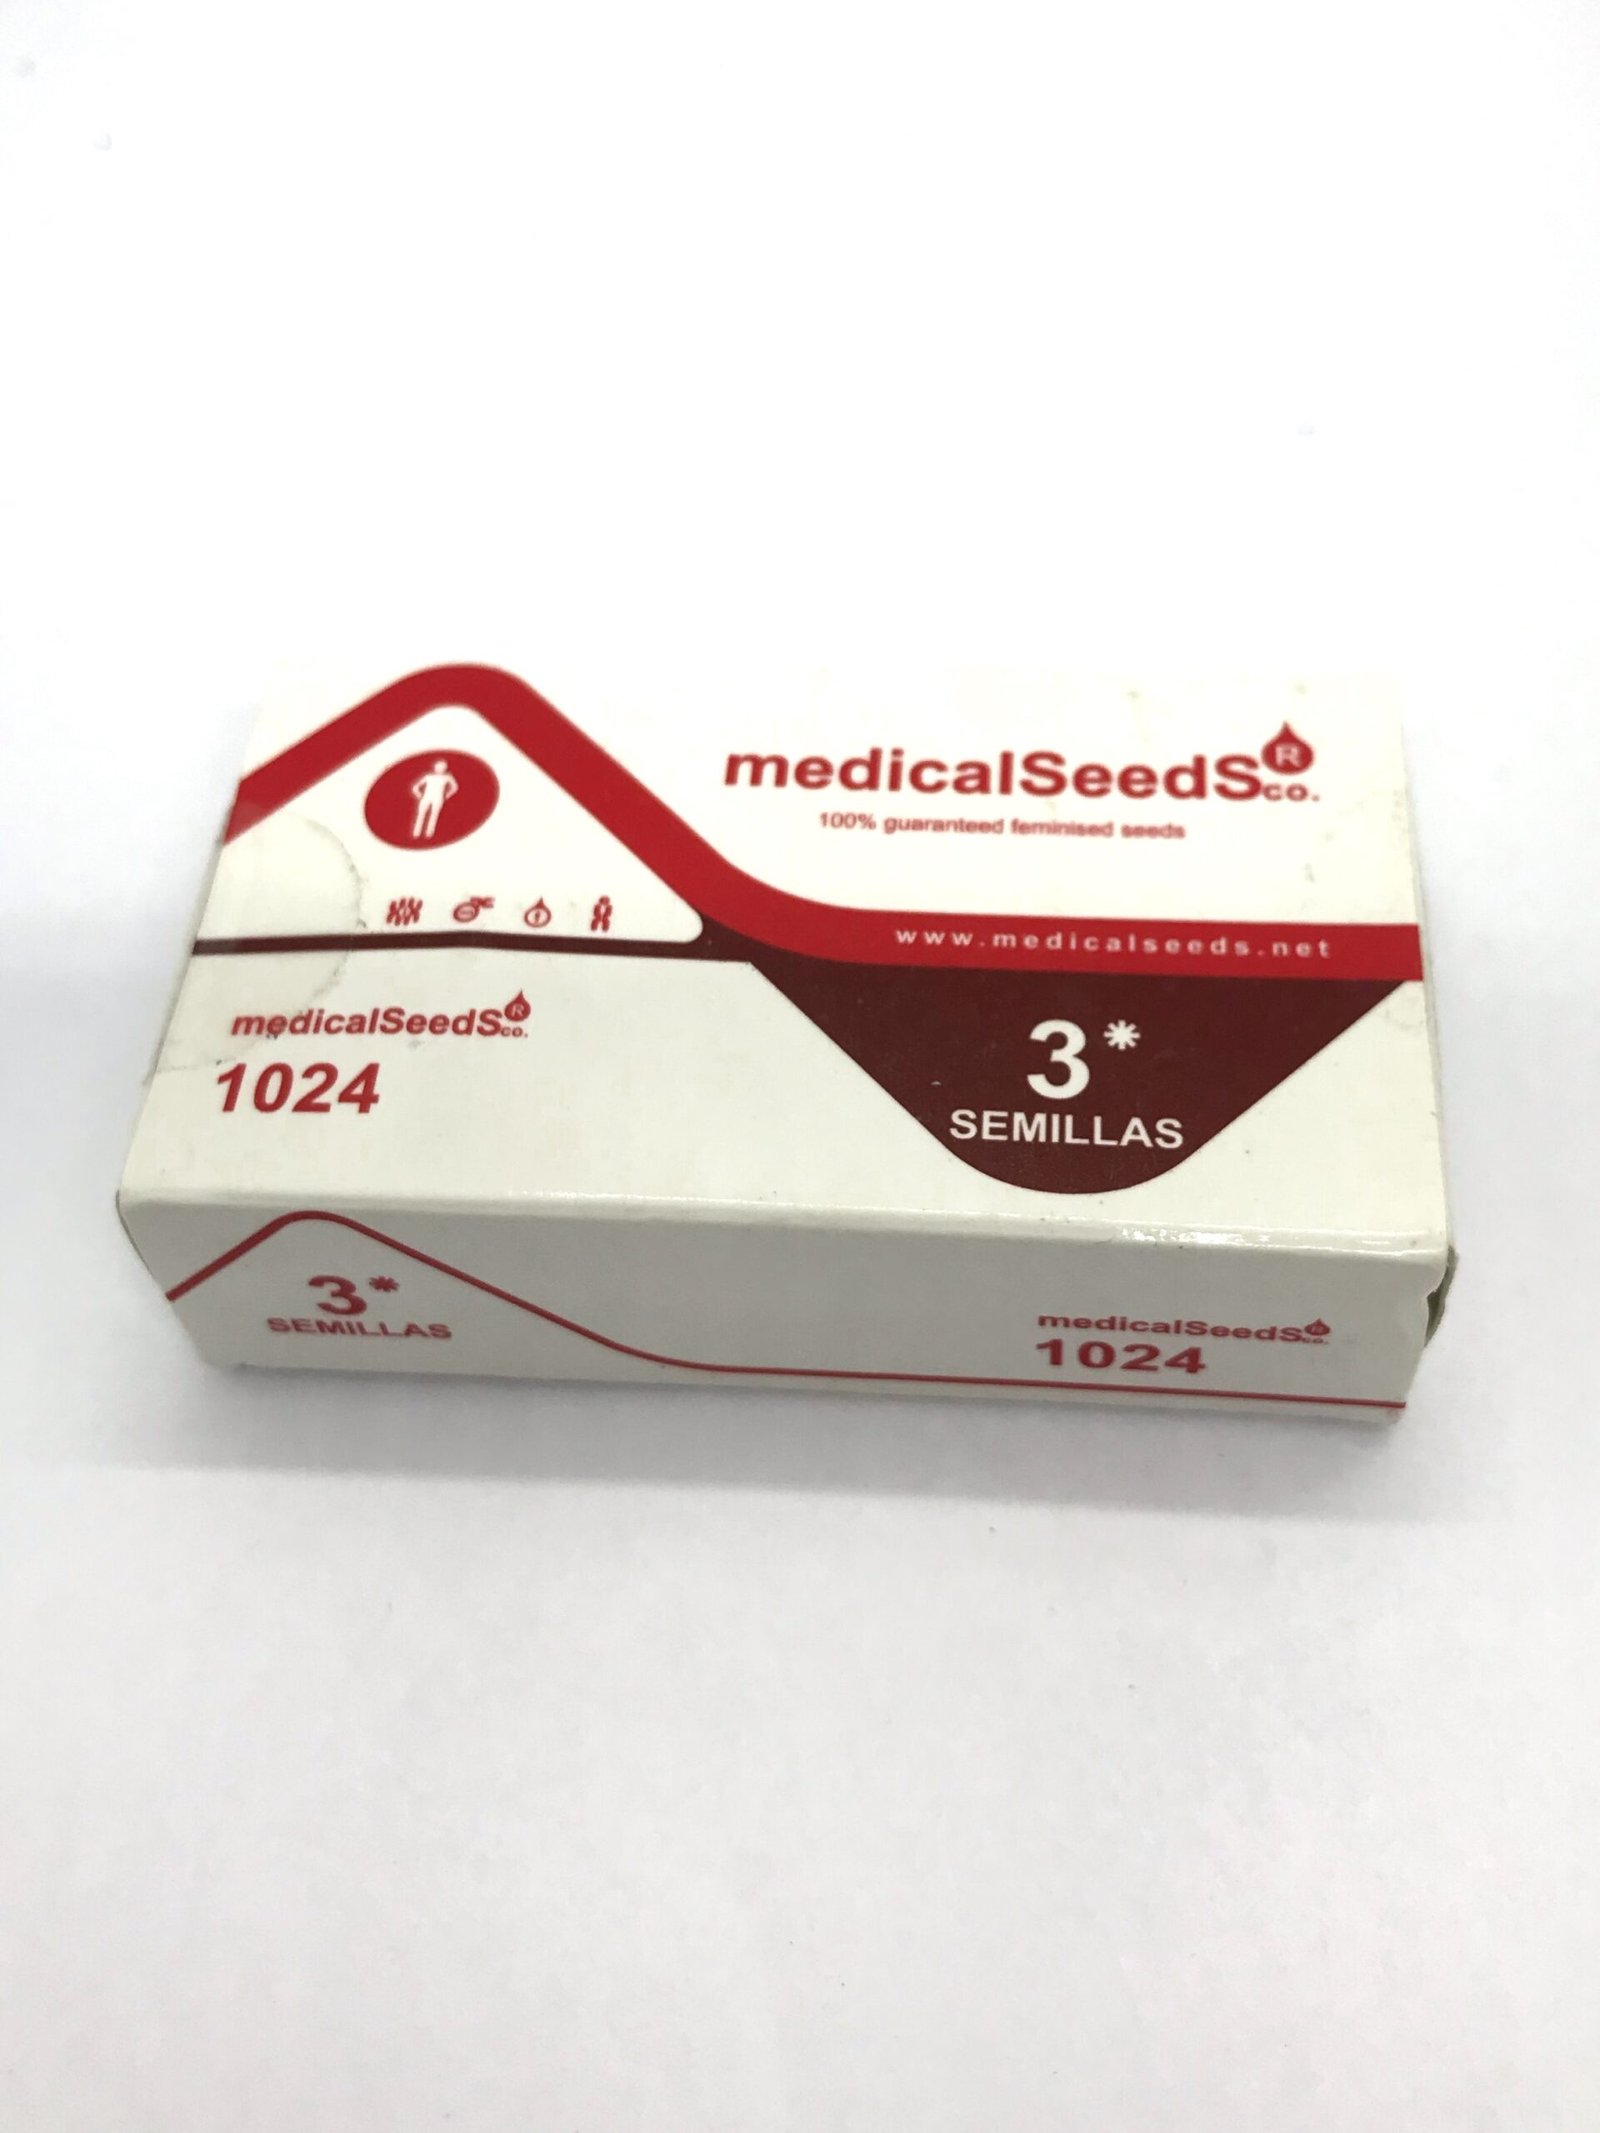 medicalSeedS® co.
100% guaranteed feminised seeds
www.medicalseeds.net
medicalSeedS® co.
1024
3*
SEMILLAS
3*
SEMILLAS
medicalSeedS co.
1024